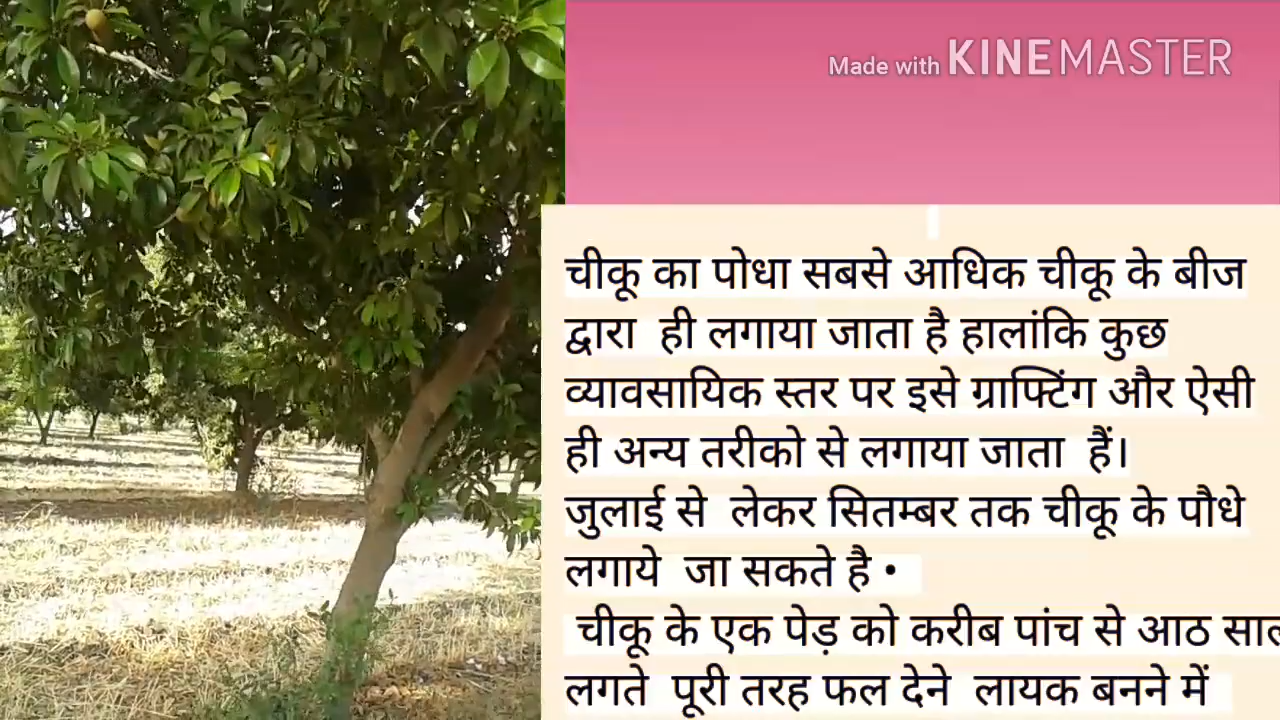 Made with KINEMASTER
चीकू का पोधा सबसे आधिक चीकू के बीज
द्वारा ही लगाया जाता है हालांकि कुछ
व्यावसायिक स्तर पर इसे ग्राफ्टिंग और ऐसी
ही अन्य तरीको से लगाया जाता हैं।
जुलाई से लेकर सितम्बर तक चीकू के पौधे
लगाये जा सकते है •
चीकू के एक पेड़ को करीब पांच से आठ साल
लगते पूरी तरह फल देने लायक बनने में